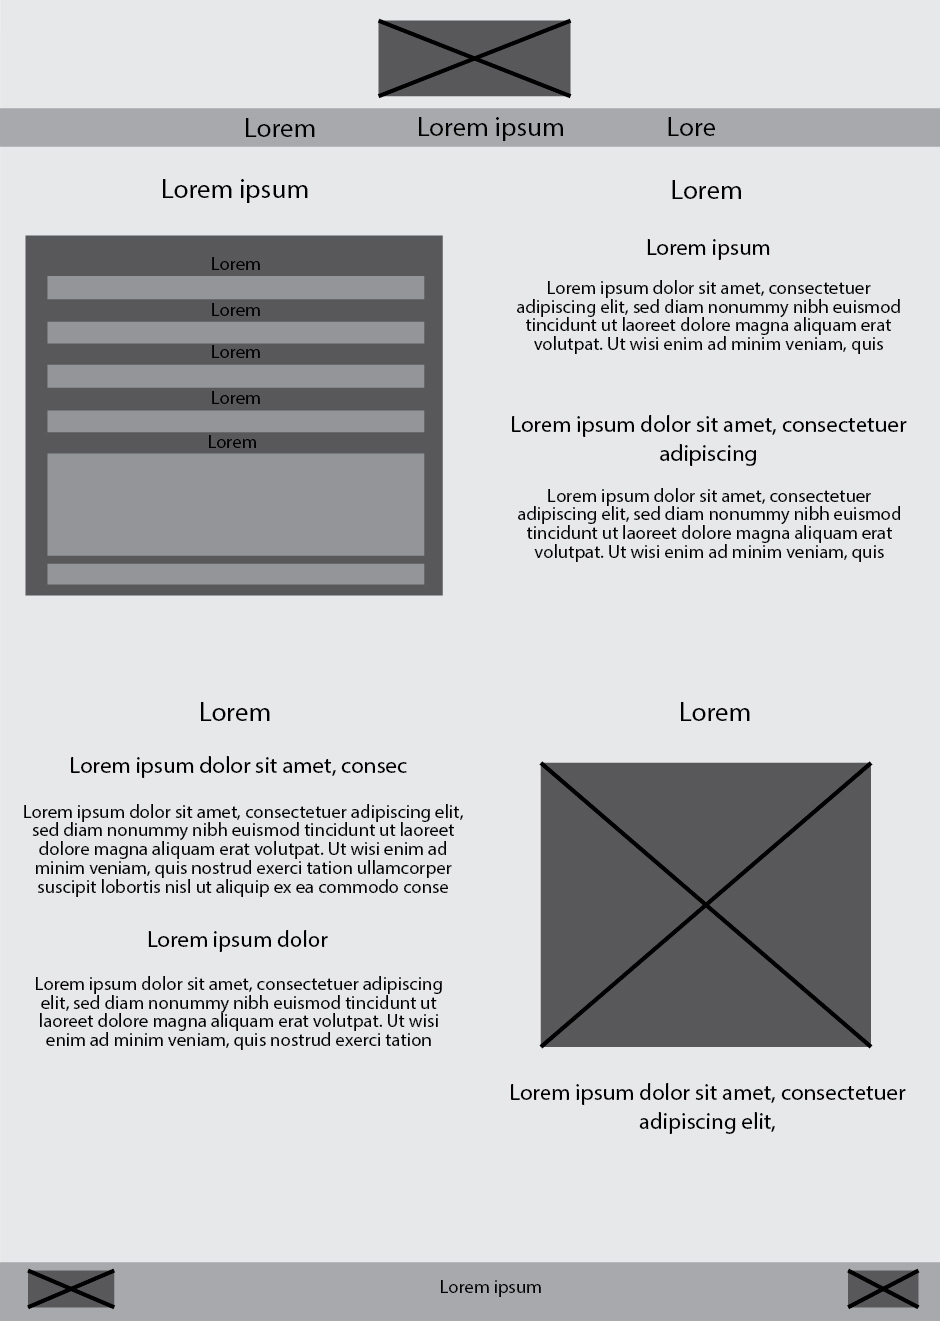 Lorem
Lorem ipsum
Lore
Lorem ipsum
Lorem
Lorem
Lorem
Lorem
Lorem
Lorem
Lorem ipsum
Lorem ipsum dolor sit amet, consectetuer
adipiscing elit, sed diam nonummy nibh euismod
tincidunt ut laoreet dolore magna aliquam erat
volutpat. Ut wisi enim ad minim veniam, quis
Lorem ipsum dolor sit amet, consectetuer
adipiscing
Lorem ipsum dolor sit amet, consectetuer
adipiscing elit, sed diam nonummy nibh euismod
tincidunt ut laoreet dolore magna aliquam erat
volutpat. Ut wisi enim ad minim veniam, quis
Lorem
Lorem ipsum dolor sit amet, consec
Lorem ipsum dolor sit amet, consectetuer adipiscing elit,
sed diam nonummy nibh euismod tincidunt ut laoreet
dolore magna aliquam erat volutpat. Ut wisi enim ad
minim veniam, quis nostrud exerci tation ullamcorper
suscipit lobortis nisl ut aliquip ex ea commodo conse
Lorem ipsum dolor
Lorem ipsum dolor sit amet, consectetuer adipiscing
elit, sed diam nonummy nibh euismod tincidunt ut
laoreet dolore magna aliquam erat volutpat. Ut wisi
enim ad minim veniam, quis nostrud exerci tation
Lorem
Lorem ipsum dolor sit amet, consectetuer
adipiscing elit,
Lorem ipsum